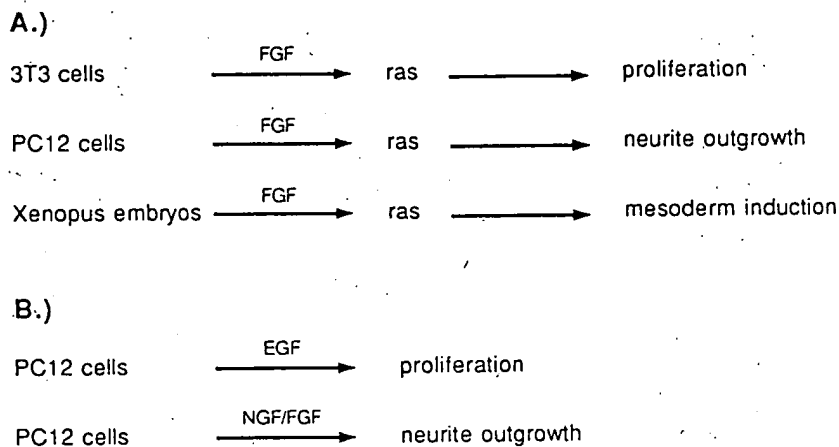 A.)
FGF
3T3 cells ras proliferation
FGF
PC12 cells ras neurite outgrowth
FGF
Xenopus embryos ras mesoderm induction
B.)
EGF
PC12 cells proliferation
NGF/FGF
PC12 cells neurite outgrowth